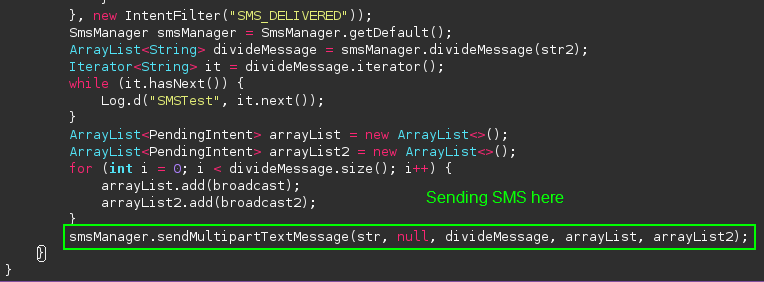 }, new IntentFilter("SMS_DELIVERED"));
SmsManager smsManager = SmsManager.getDefault();
ArrayList<String> divideMessage = smsManager.divideMessage(str2);
Iterator<String> it = divideMessage.iterator();
while (it.hasNext()) {
Log.d("SMSTest", it.next());
}
ArrayList<PendingIntent> arrayList = new ArrayList<>();
ArrayList<PendingIntent> arrayList2 = new ArrayList<>();
for (int i = 0; i < divideMessage.size(); i++) {
arrayList.add(broadcast);
arrayList2.add(broadcast2);
Sending SMS here
}
smsManager.sendMultipartTextMessage(str, null, divideMessage, arrayList, arrayList2);
}
}